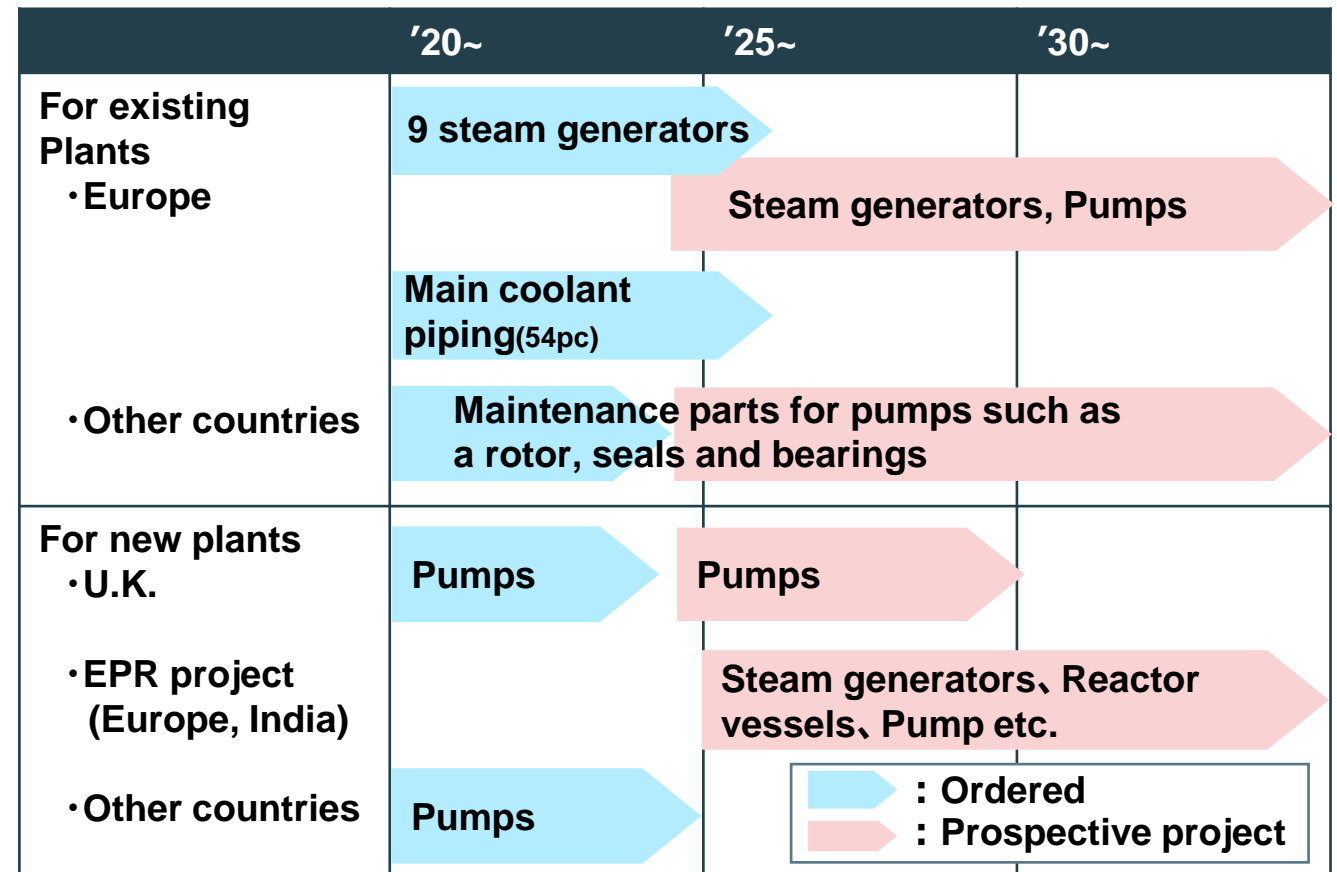 ′20~ ′25~ ′30~
For existing
Plants
・Europe
9 steam generators
Steam generators, Pumps
Main coolant
piping(54pc)
・Other countries
Maintenance parts for pumps such as
a rotor, seals and bearings
For new plants
・U.K.
Pumps
Pumps
・EPR project
(Europe, India)
Steam generators、Reactor
vessels、Pump etc.
・Other countries
Pumps
：Ordered
：Prospective project